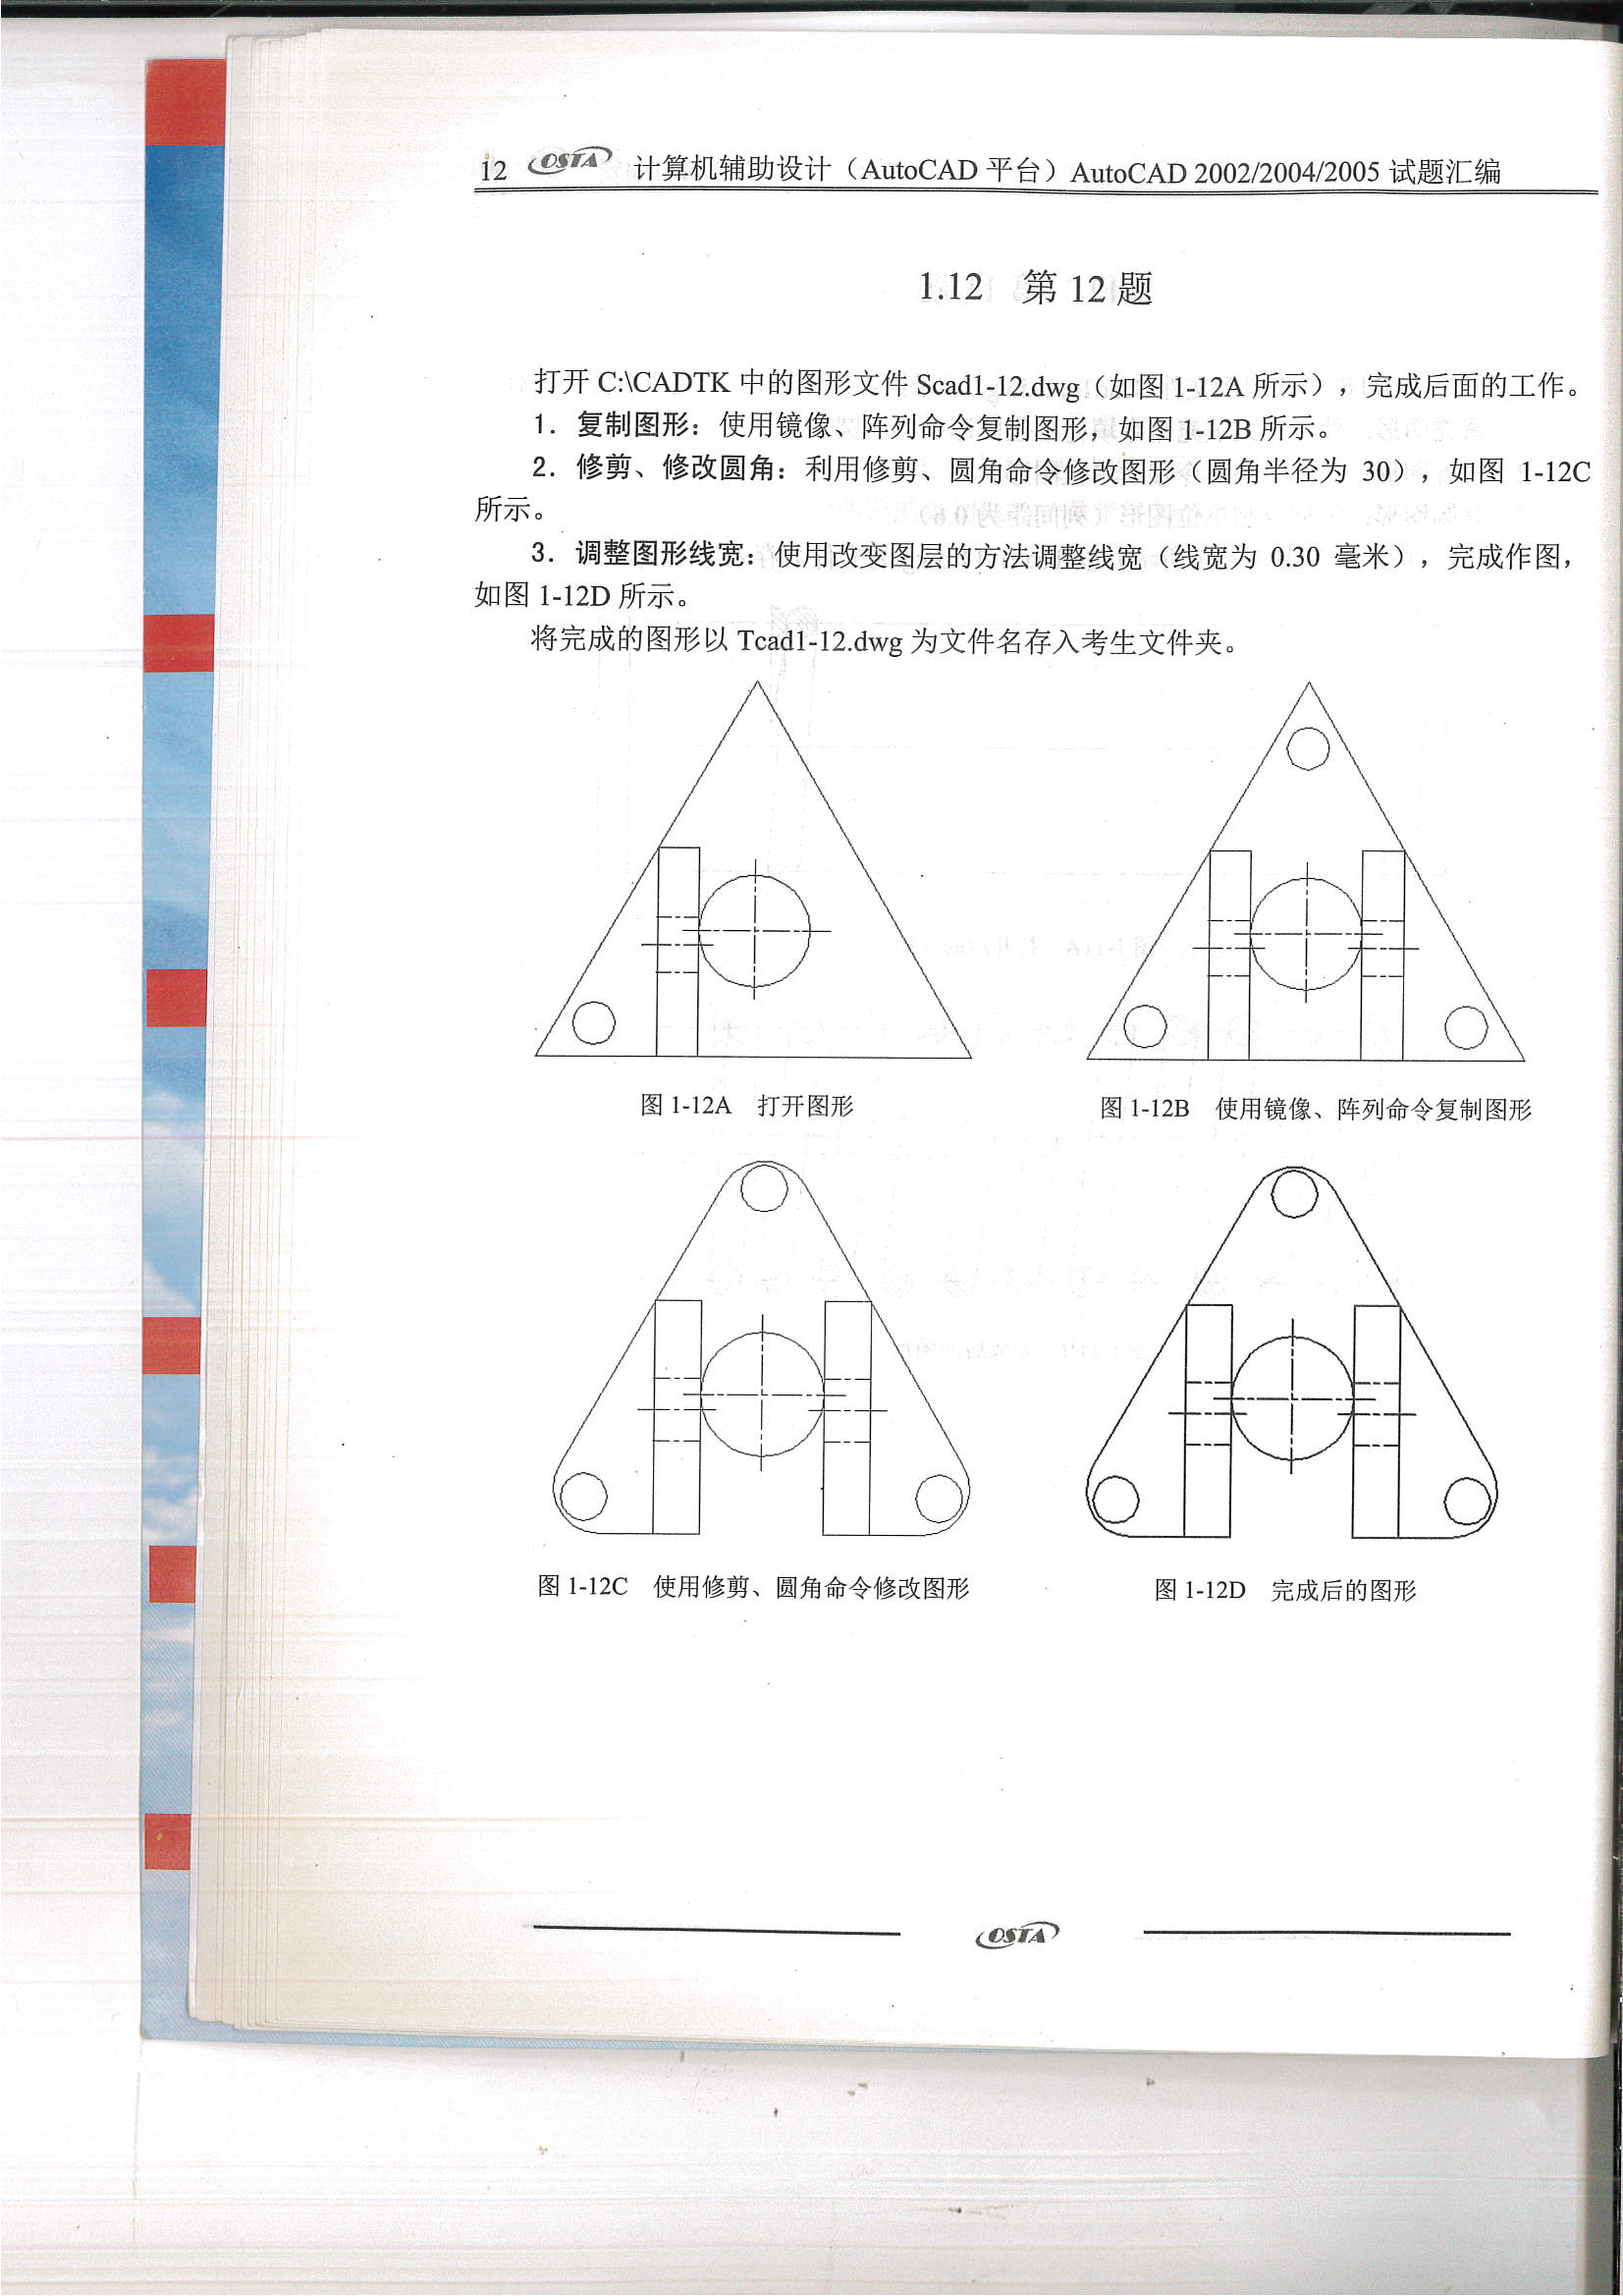 12 OSTA 计算机辅助设计（AutoCAD 平台）AutoCAD 2002/2004/2005 试题汇编
1.12 第 12 题
打开 C:\CADTK 中的图形文件 Scad1-12.dwg（如图 1-12A 所示），完成后面的工作。
1．复制图形：使用镜像、阵列命令复制图形，如图 1-12B 所示。
2．修剪、修改圆角：利用修剪、圆角命令修改图形（圆角半径为 30），如图 1-12C
所示。
3．调整图形线宽：使用改变图层的方法调整线宽（线宽为 0.30 毫米），完成作图，
如图 1-12D 所示。
将完成的图形以 Tcad1-12.dwg 为文件名存入考生文件夹。
图 1-12A 打开图形
图 1-12B 使用镜像、阵列命令复制图形
图 1-12C 使用修剪、圆角命令修改图形
图 1-12D 完成后的图形
OSTA